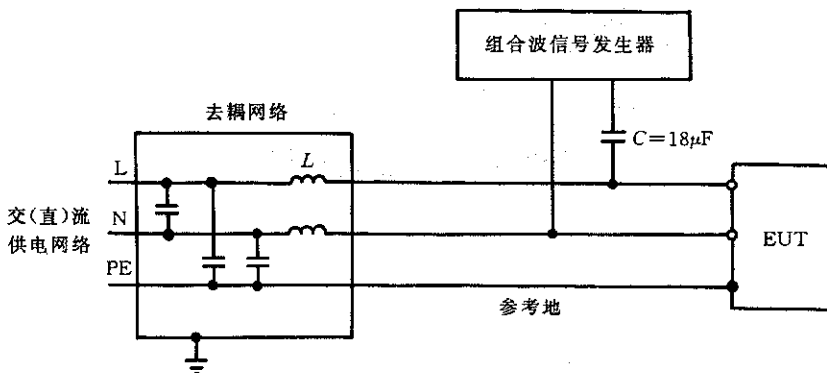 组合波信号发生器
去耦网络
C=18μF
L
L
交(直)流
供电网络
N
PE
EUT
参考地